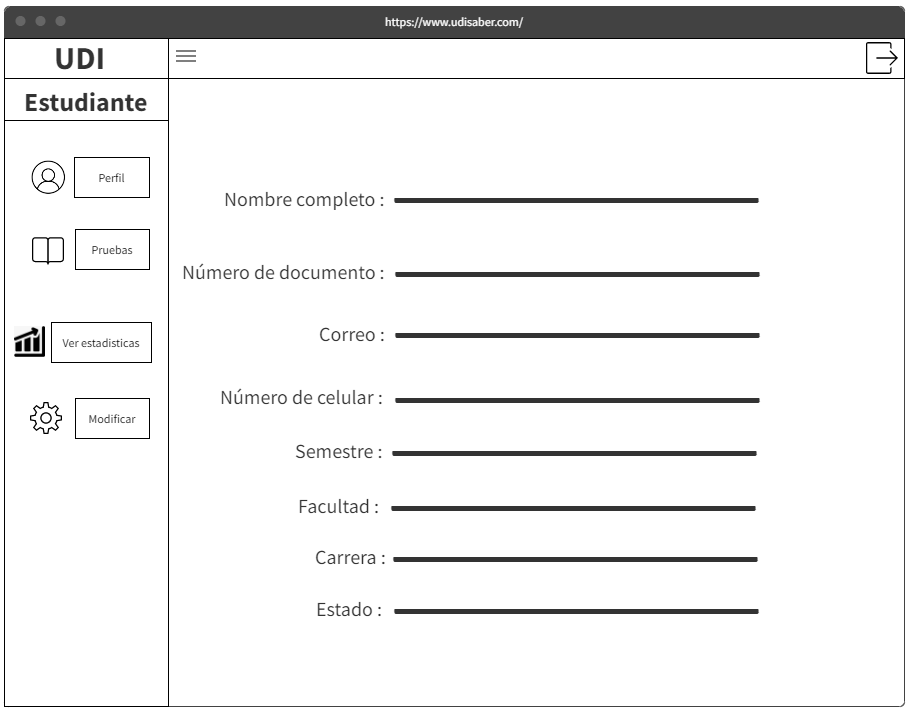 https://www.udisaber.com/
UDI
Estudiante
Perfil
Pruebas
Ver estadisticas
Modificar
Nombre completo :
Número de documento :
Correo :
Número de celular :
Semestre :
Facultad :
Carrera :
Estado :